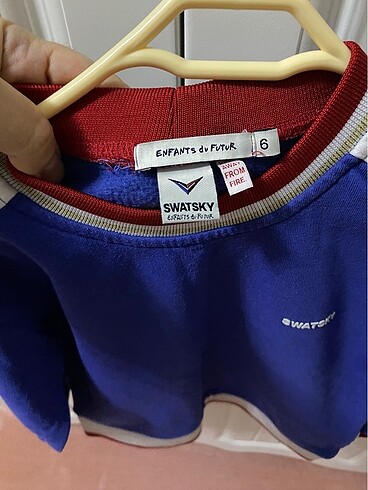 ENFANTS du FUTUR
6
SWATSKY
ENFANTS du FUTUR
AWAY
FROM
FIRE.
SWATSKY